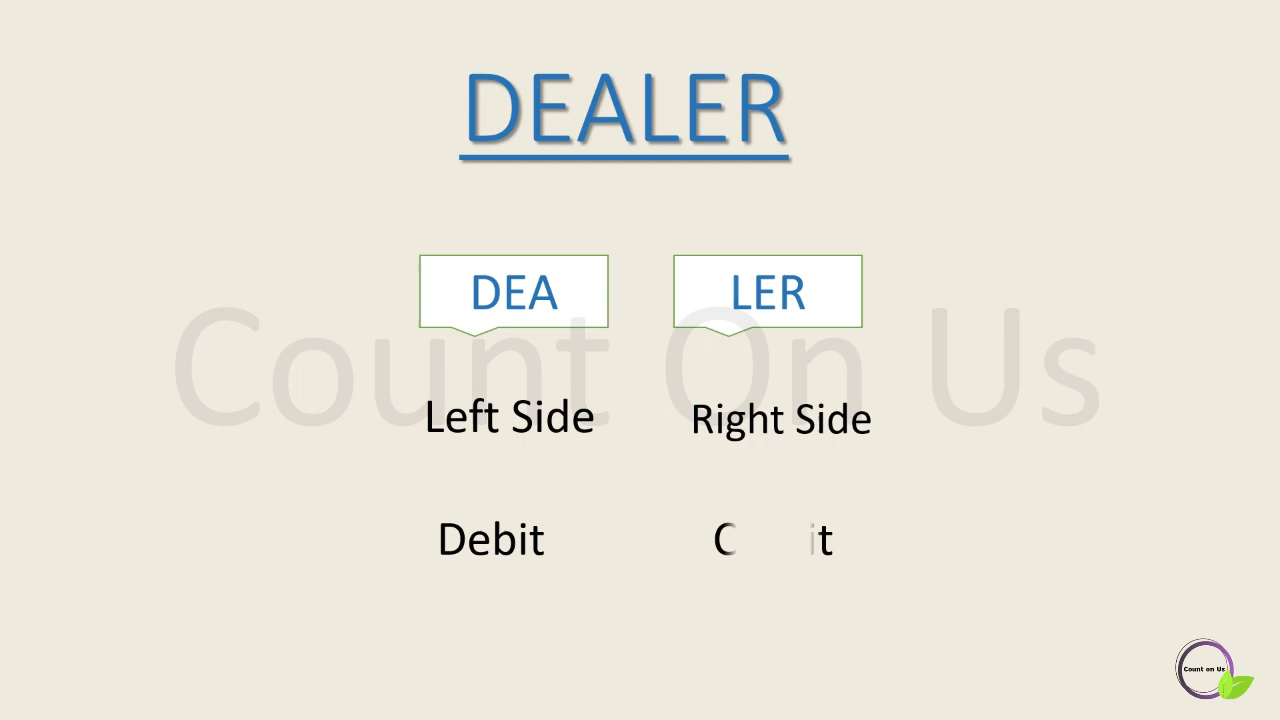 DEALER
DEA LER
Count On Us
Left Side Right Side
Debit
Count on Us